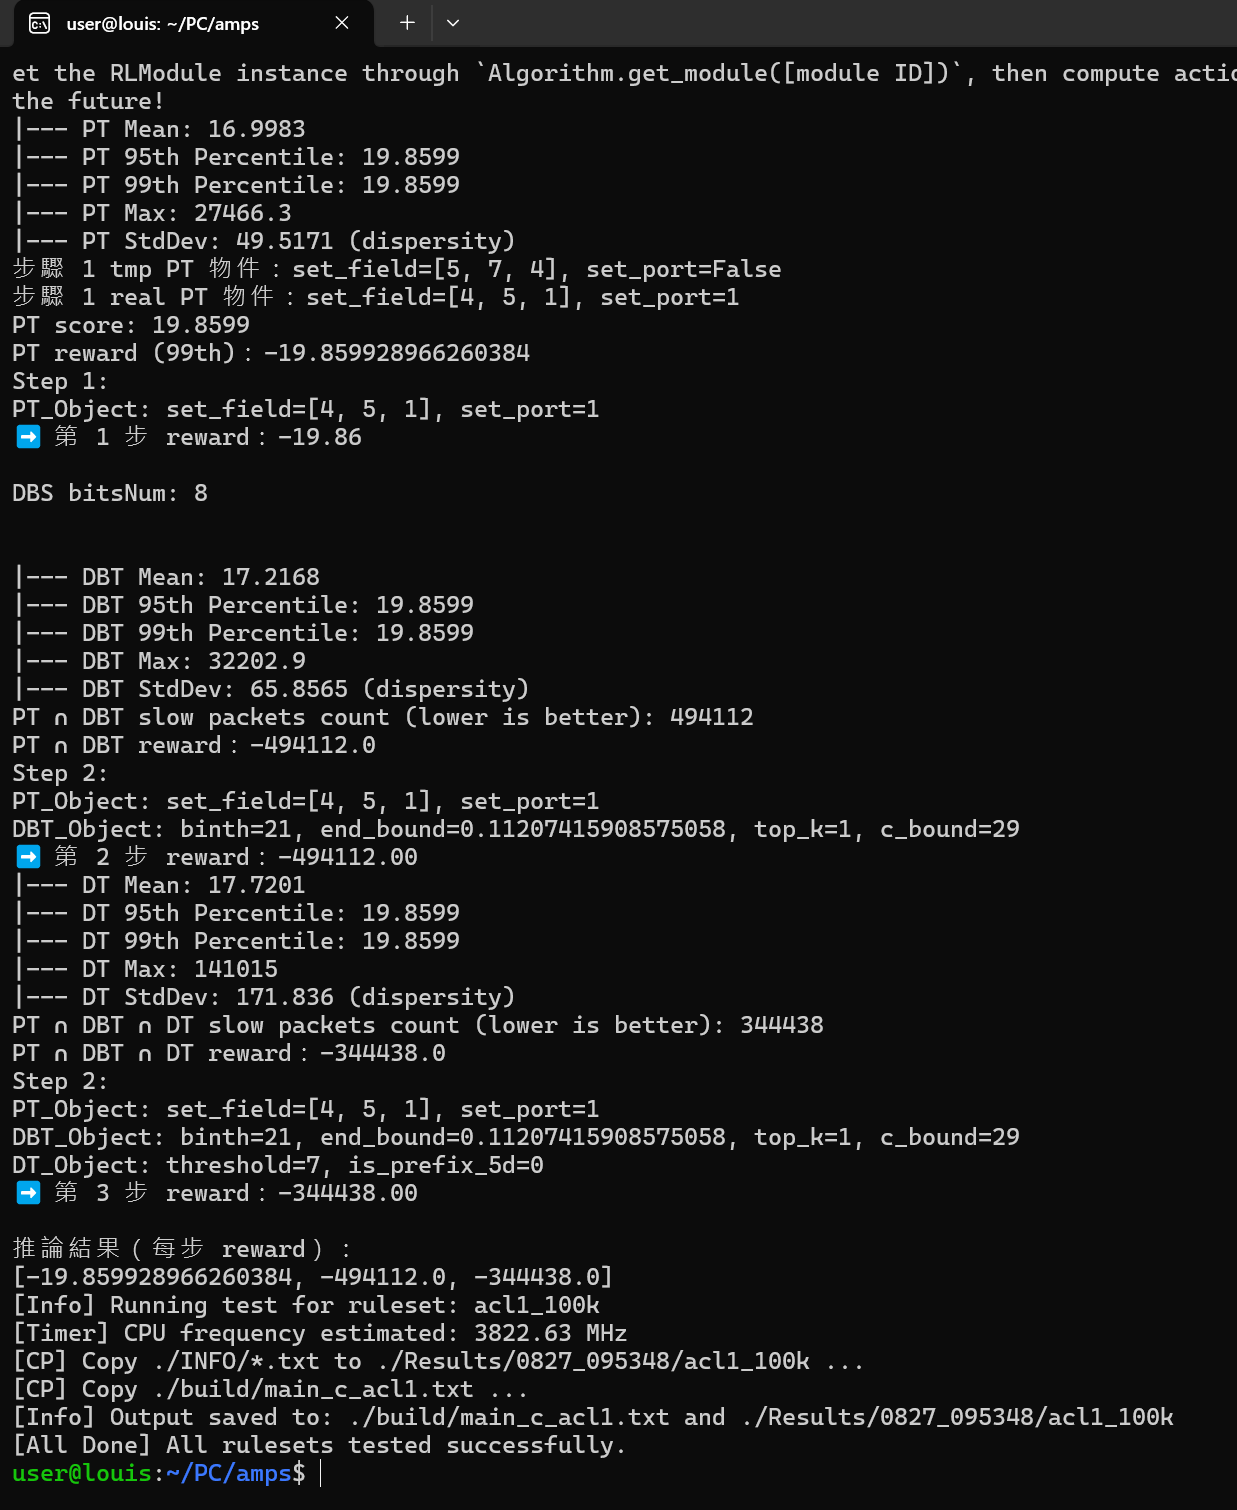 user@louis: ~/PC/amps
et the RLModule instance through `Algorithm.get_module([module ID])`, then compute actio
the future!
|--- PT Mean: 16.9983
|--- PT 95th Percentile: 19.8599
|--- PT 99th Percentile: 19.8599
|--- PT Max: 27466.3
|--- PT StdDev: 49.5171 (dispersity)
步驟 1 tmp PT 物件：set_field=[5, 7, 4], set_port=False
步驟 1 real PT 物件：set_field=[4, 5, 1], set_port=1
PT score: 19.8599
PT reward (99th)：-19.859928966260384
Step 1:
PT_Object: set_field=[4, 5, 1], set_port=1
➡️ 第 1 步 reward：-19.86
DBS bitsNum: 8
|--- DBT Mean: 17.2168
|--- DBT 95th Percentile: 19.8599
|--- DBT 99th Percentile: 19.8599
|--- DBT Max: 32202.9
|--- DBT StdDev: 65.8565 (dispersity)
PT ∩ DBT slow packets count (lower is better): 494112
PT ∩ DBT reward：-494112.0
Step 2:
PT_Object: set_field=[4, 5, 1], set_port=1
DBT_Object: binth=21, end_bound=0.11207415908575058, top_k=1, c_bound=29
➡️ 第 2 步 reward：-494112.00
|--- DT Mean: 17.7201
|--- DT 95th Percentile: 19.8599
|--- DT 99th Percentile: 19.8599
|--- DT Max: 141015
|--- DT StdDev: 171.836 (dispersity)
PT ∩ DBT ∩ DT slow packets count (lower is better): 344438
PT ∩ DBT ∩ DT reward：-344438.0
Step 2:
PT_Object: set_field=[4, 5, 1], set_port=1
DBT_Object: binth=21, end_bound=0.11207415908575058, top_k=1, c_bound=29
DT_Object: threshold=7, is_prefix_5d=0
➡️ 第 3 步 reward：-344438.00
推論結果（每步 reward）：
[-19.859928966260384, -494112.0, -344438.0]
[Info] Running test for ruleset: acl1_100k
[Timer] CPU frequency estimated: 3822.63 MHz
[CP] Copy ./INFO/*.txt to ./Results/0827_095348/acl1_100k ...
[CP] Copy ./build/main_c_acl1.txt ...
[Info] Output saved to: ./build/main_c_acl1.txt and ./Results/0827_095348/acl1_100k
[All Done] All rulesets tested successfully.
user@louis:~/PC/amps$